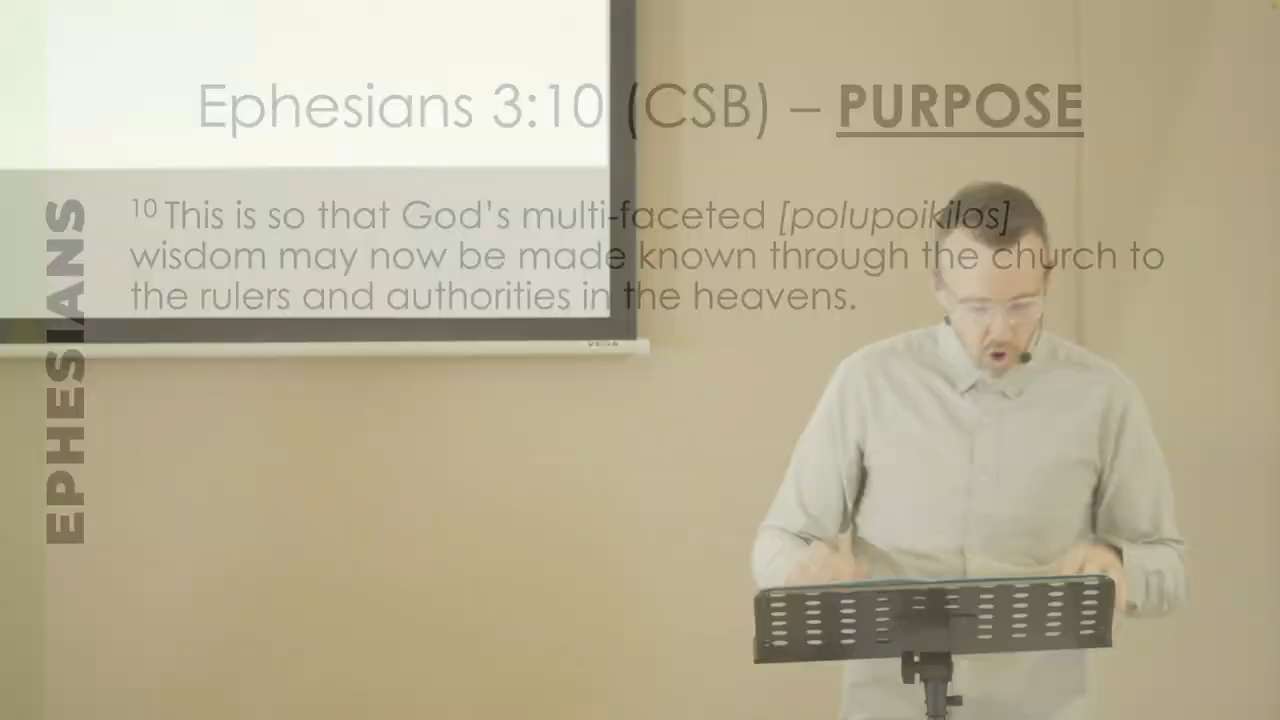 Ephesians 3:10 (CSB) – PURPOSE
10 This is so that God's multi-faceted [polupoikilos]
wisdom may now be made known through the church to
the rulers and authorities in the heavens.
EPHESIANS
VEGA